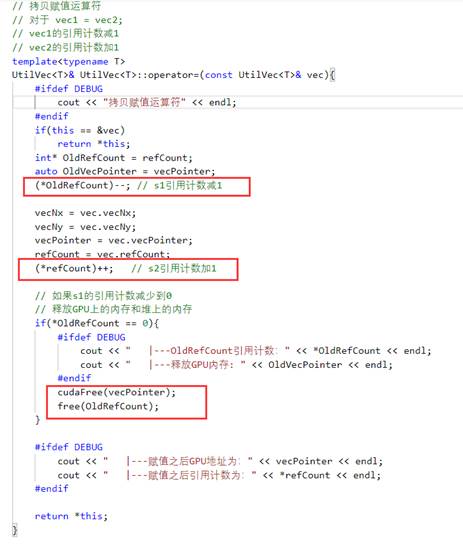 // 拷贝赋值运算符
// 对于 vec1 = vec2;
// vec1的引用计数减1
// vec2的引用计数加1
template<typename T>
UtilVec<T>& UtilVec<T>::operator=(const UtilVec<T>& vec){
    #ifdef DEBUG
        cout << "拷贝赋值运算符" << endl;
    #endif
    if(this == &vec)
        return *this;
    int* OldRefCount = refCount;
    auto OldVecPointer = vecPointer;
    (*OldRefCount)--; // s1引用计数减1

    vecNx = vec.vecNx;
    vecNy = vec.vecNy;
    vecPointer = vec.vecPointer;
    refCount = vec.refCount;
    (*refCount)++;   // s2引用计数加1

    // 如果s1的引用计数减少到0
    // 释放GPU上的内存和堆上的内存
    if(*OldRefCount == 0){
        #ifdef DEBUG
            cout << "   |---OldRefCount引用计数：" << *OldRefCount << endl;
            cout << "   |---释放GPU内存：" << OldVecPointer << endl;
        #endif
        cudaFree(vecPointer);
        free(OldRefCount);
    }

    #ifdef DEBUG
        cout << "   |---赋值之后GPU地址为：" << vecPointer << endl;
        cout << "   |---赋值之后引用计数为：" << *refCount << endl;
    #endif

    return *this;
}